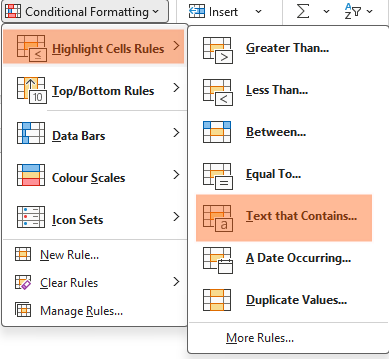 Conditional Formatting
Insert
Highlight Cells Rules
Top/Bottom Rules
Data Bars
Colour Scales
Icon Sets
New Rule...
Clear Rules
Manage Rules...
Greater Than...
Less Than...
Between...
Equal To...
Text that Contains...
A Date Occurring...
Duplicate Values...
More Rules...